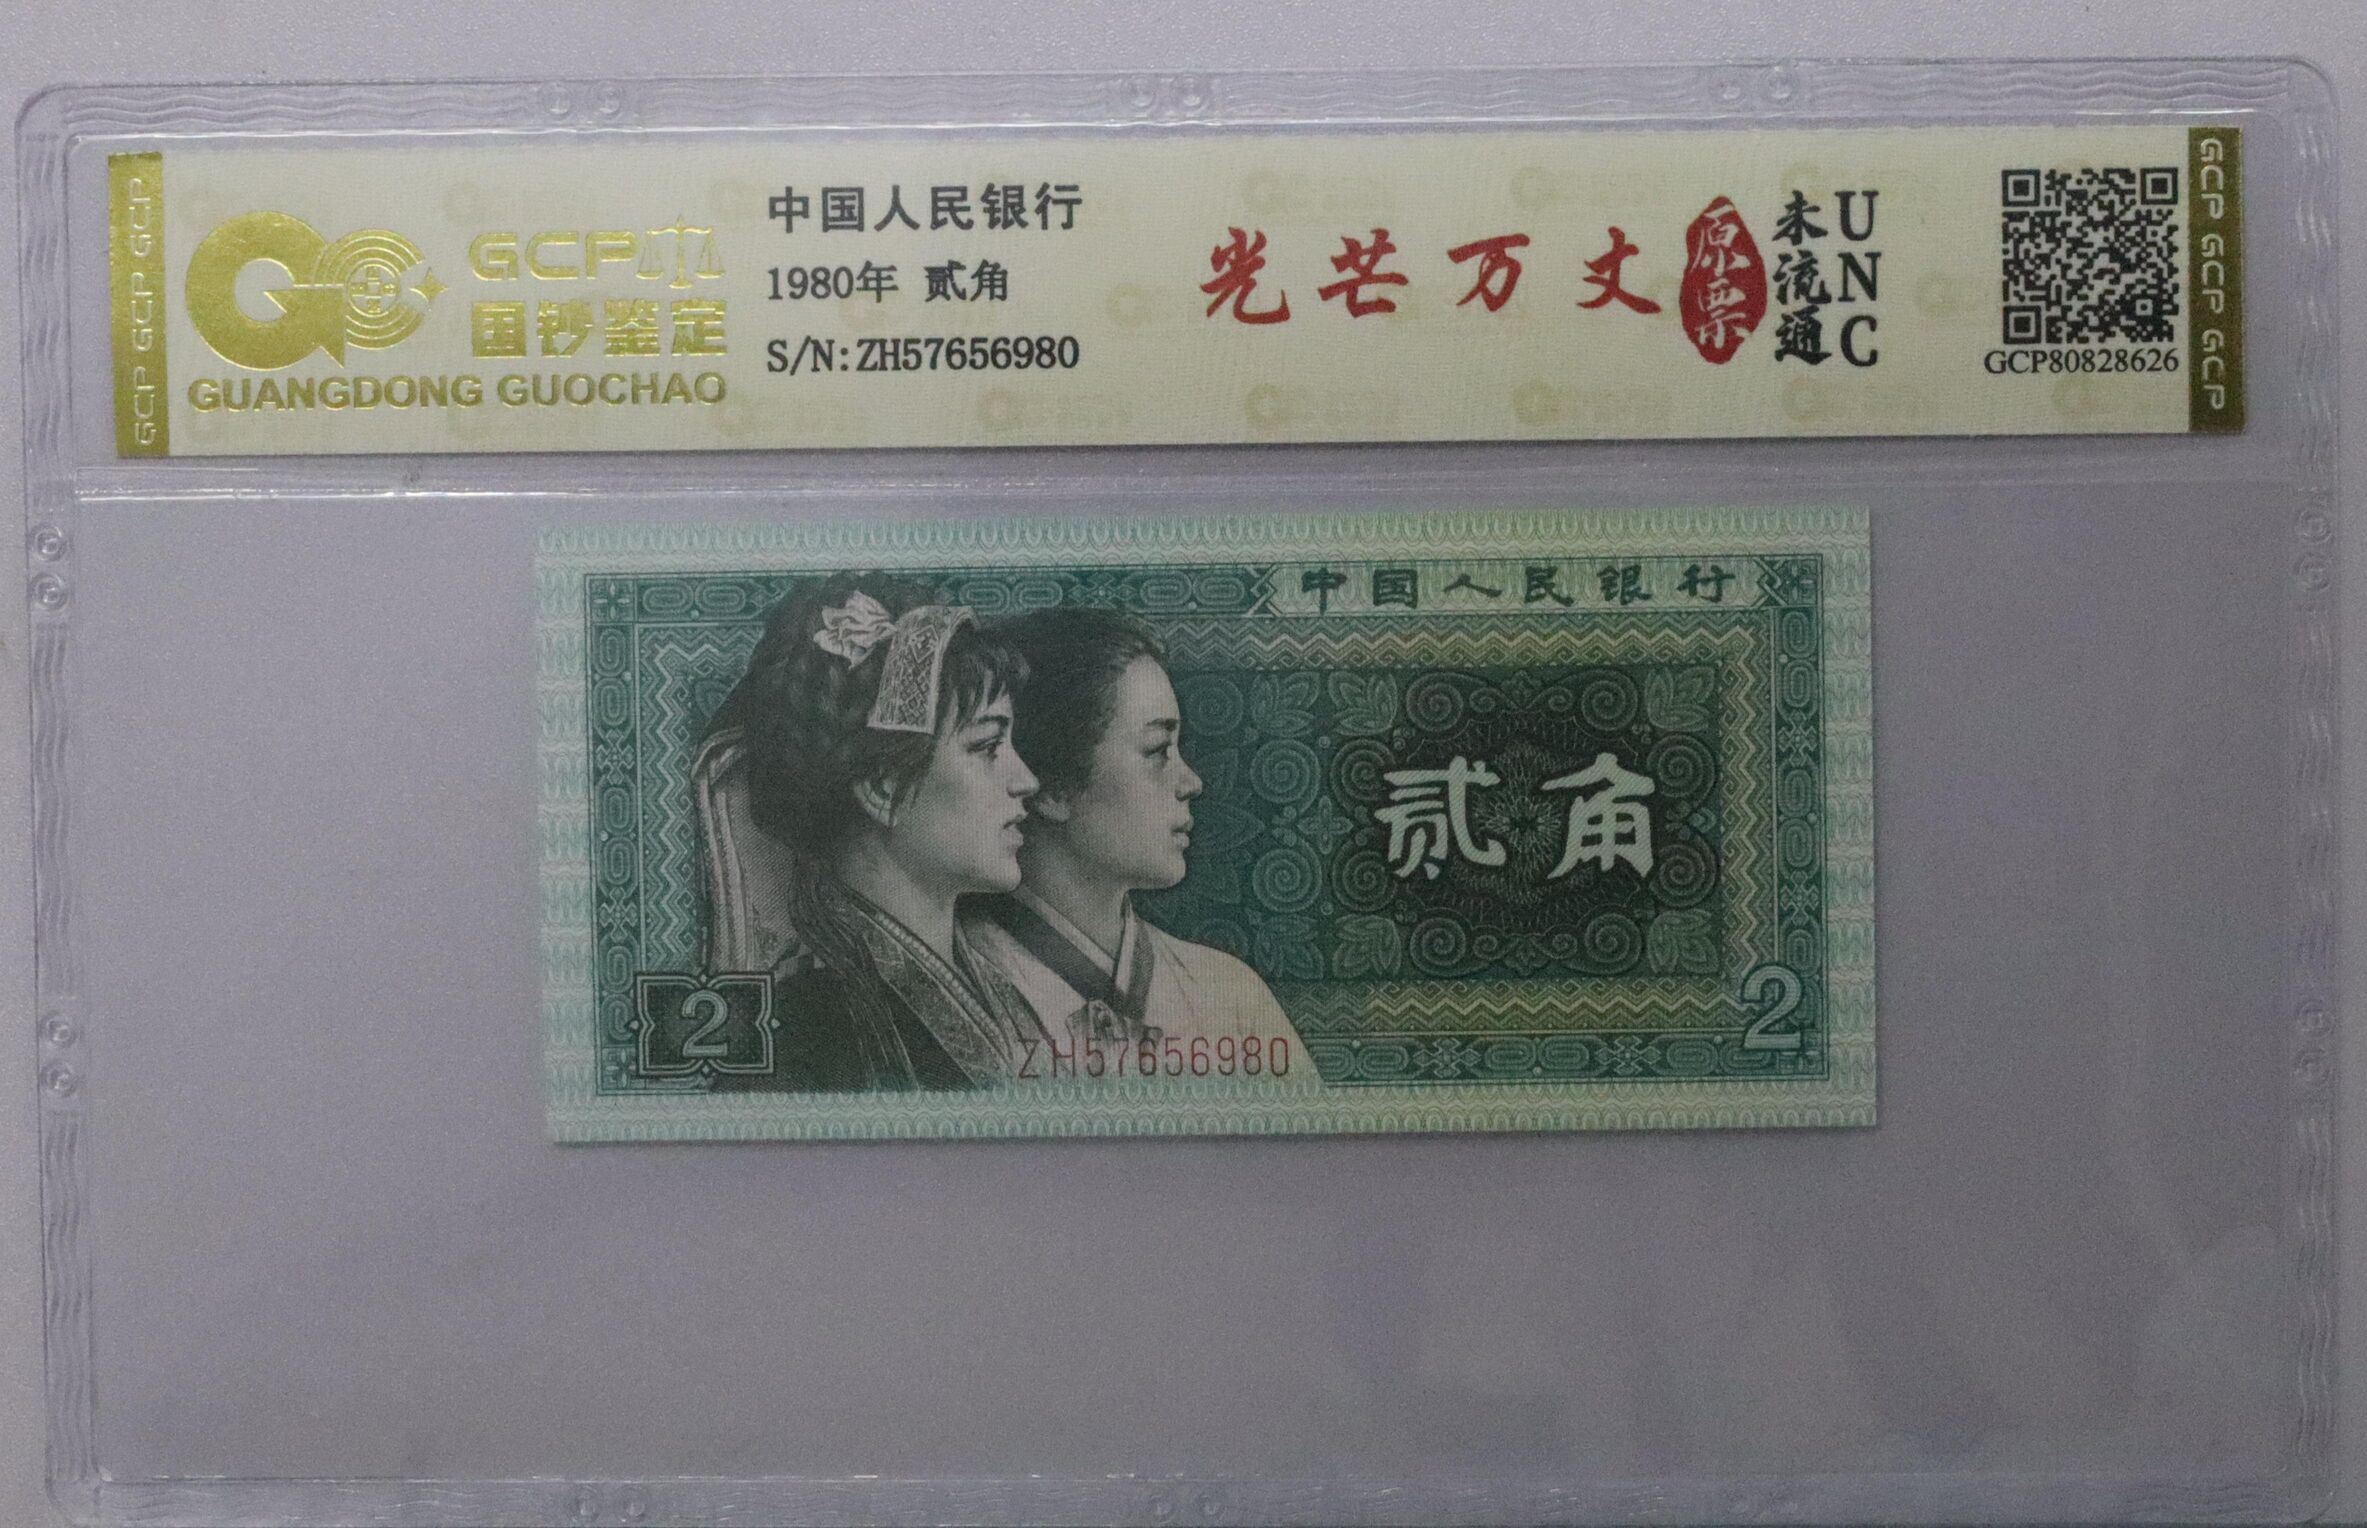 GCP GCP GCP
GCP
国钞鉴定
GUANGDONG GUOCHAO
中国人民银行
1980年 贰角
S/N:ZH57656980
光芒万丈
原票
未流通
UNC
GCP80828626
GCP GCP GCP
中国人民银行
贰角
2
2
ZH57656980